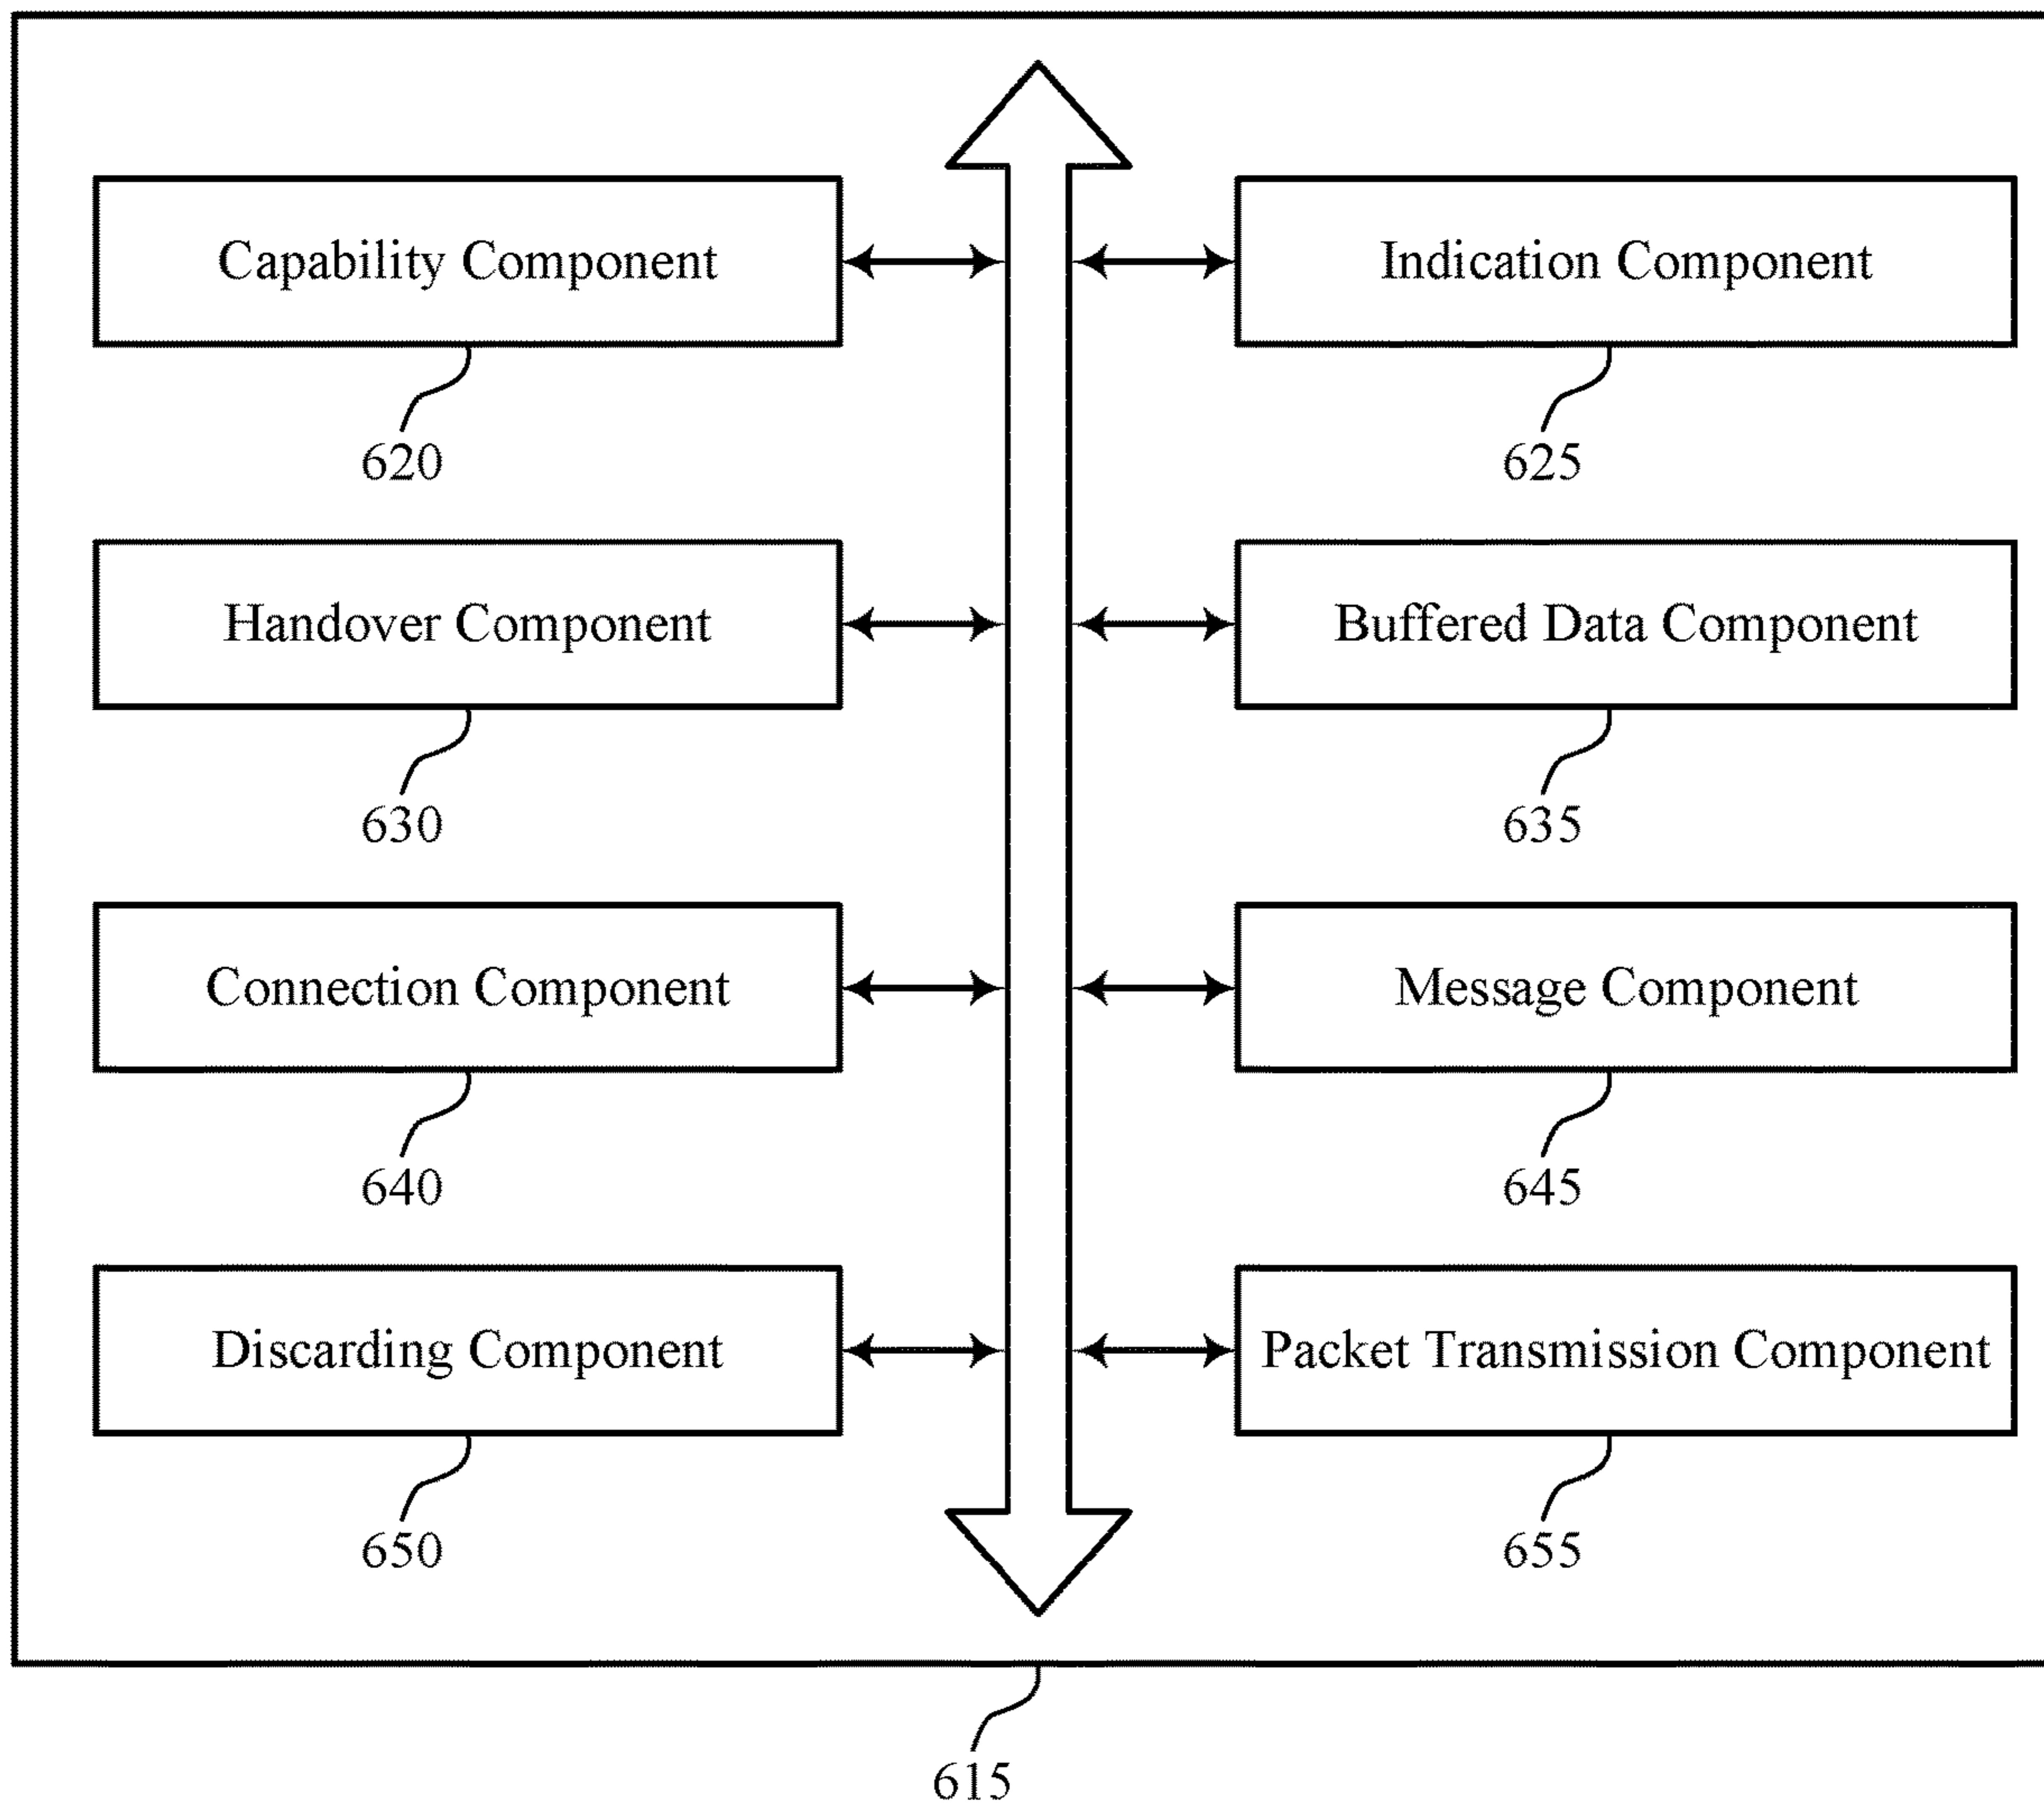 Capability Component
Indication Component
620
625
Handover Component
Buffered Data Component
630
635
Connection Component
Message Component
640
645
Discarding Component
Packet Transmission Component
650
655
615